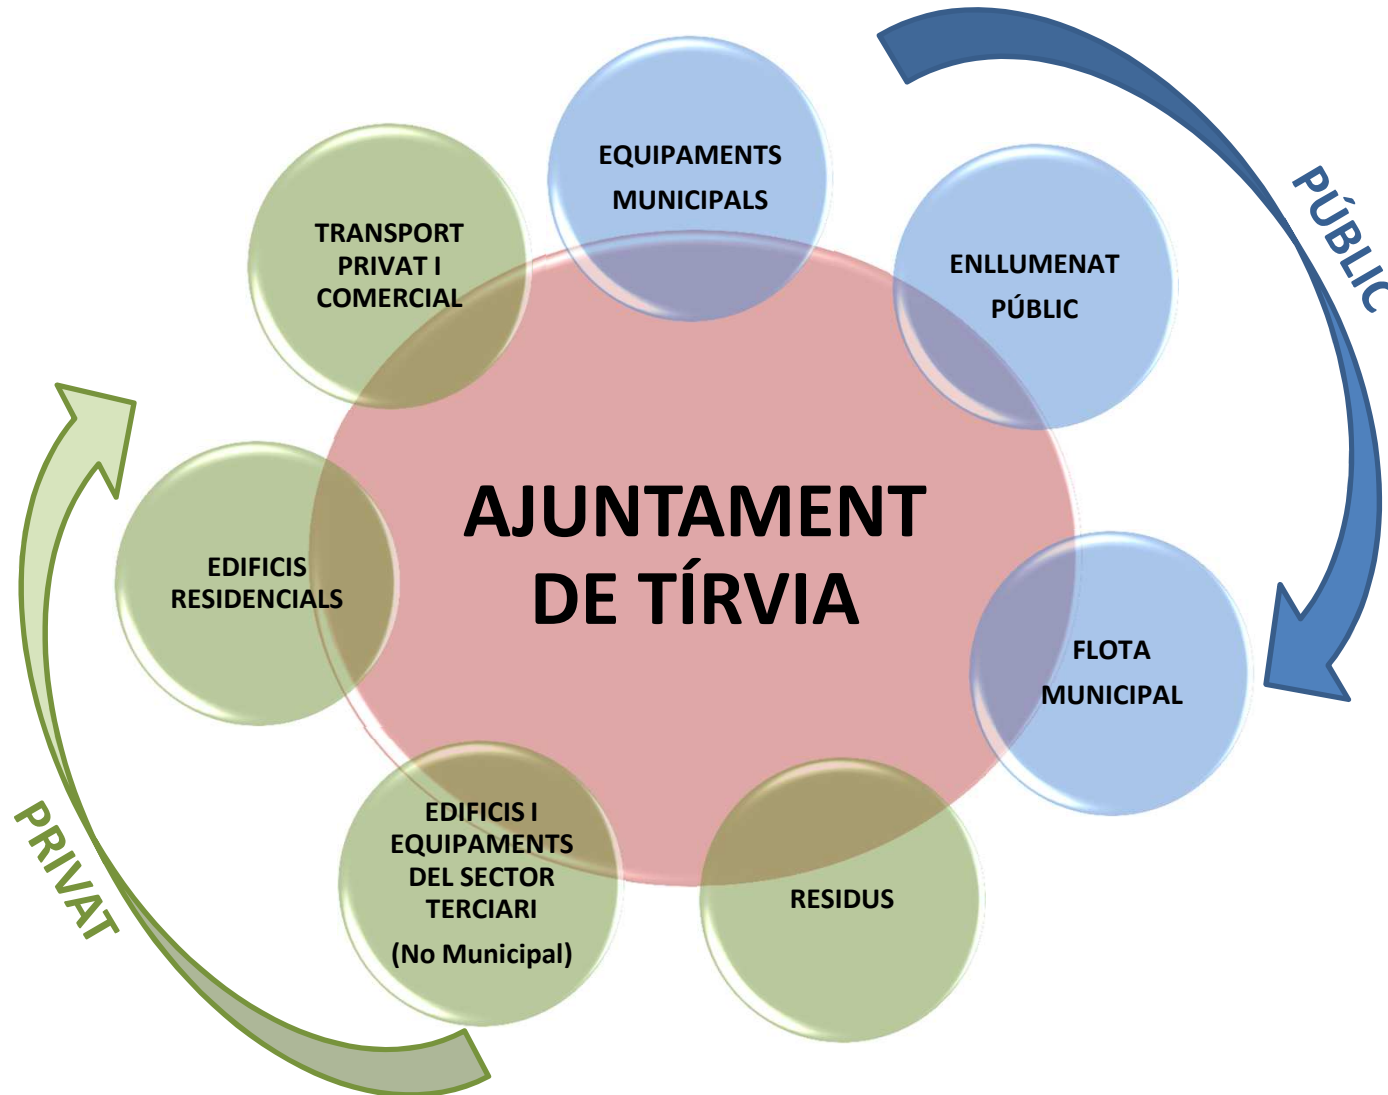 EQUIPAMENTS
MUNICIPALS
ENLLUMENAT
PÚBLIC
FLOTA
MUNICIPAL
RESIDUS
EDIFICIS I
EQUIPAMENTS
DEL SECTOR
TERCIARI
(No Municipal)
EDIFICIS
RESIDENCIALS
TRANSPORT
PRIVAT I
COMERCIAL
AJUNTAMENT
DE TÍRVIA
PÚBLIC
PRIVAT